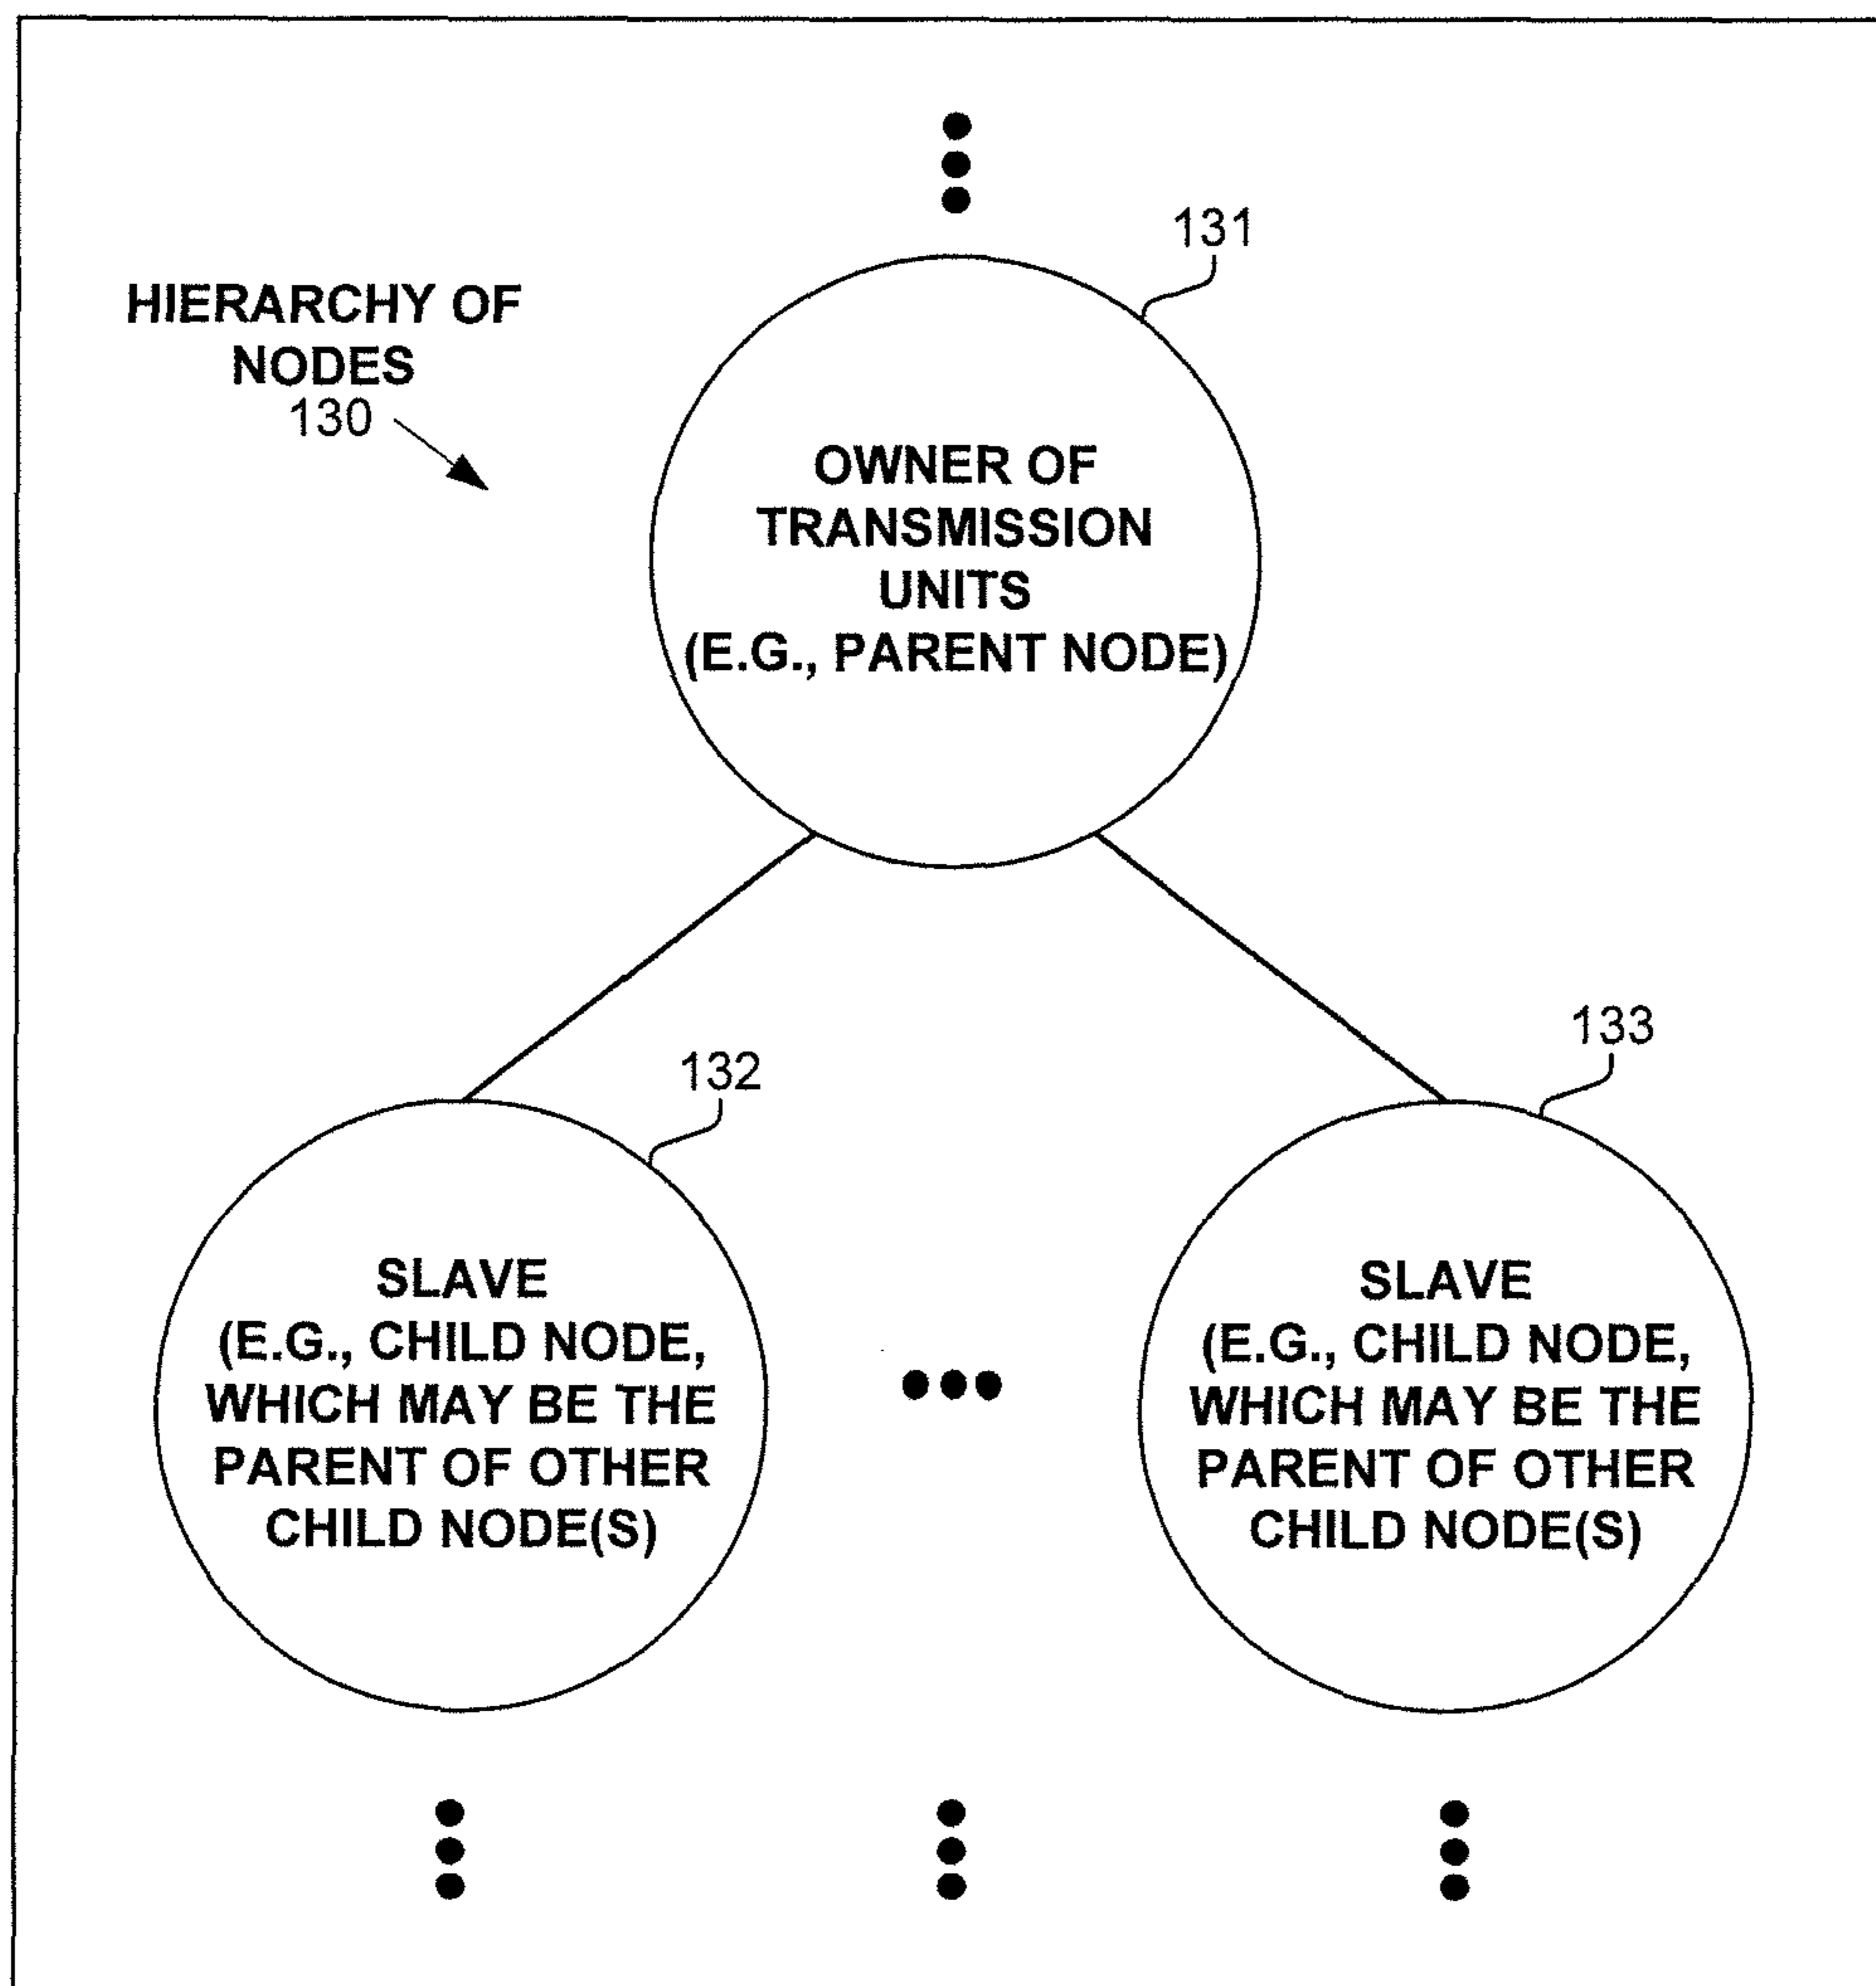 131
HIERARCHY OF
NODES
130
OWNER OF
TRANSMISSION
UNITS
(E.G., PARENT NODE)
132
133
SLAVE
(E.G., CHILD NODE,
WHICH MAY BE THE
PARENT OF OTHER
CHILD NODE(S)
SLAVE
(E.G., CHILD NODE,
WHICH MAY BE THE
PARENT OF OTHER
CHILD NODE(S)